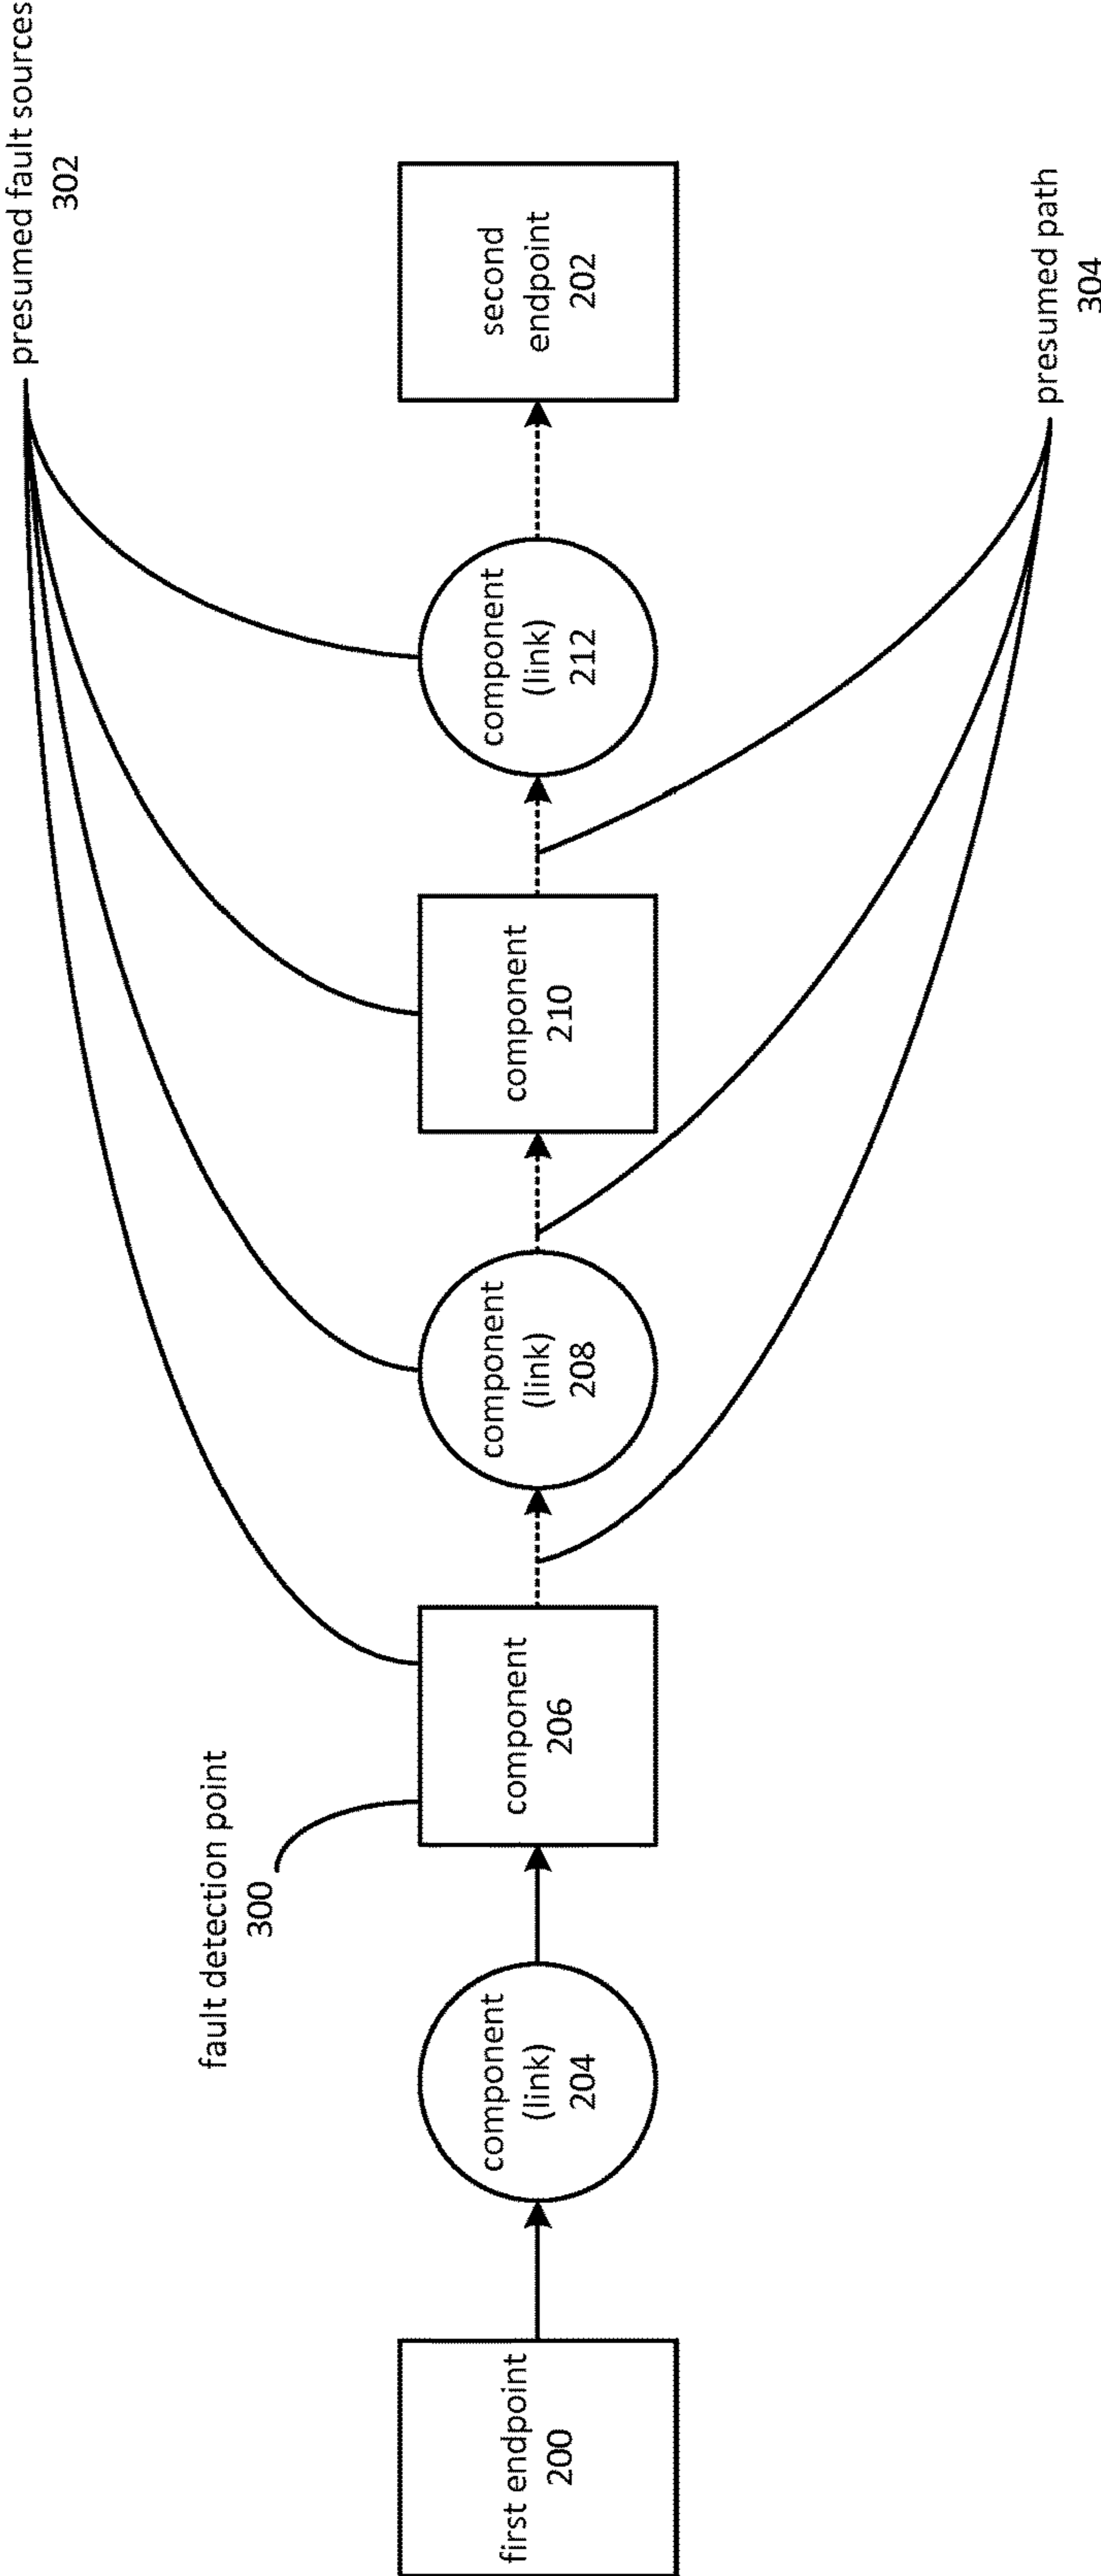 presumed fault sources
302
fault detection point
300
first endpoint
200
component
(link)
204
component
206
component
(link)
208
component
210
component
(link)
212
second
endpoint
202
presumed path
304